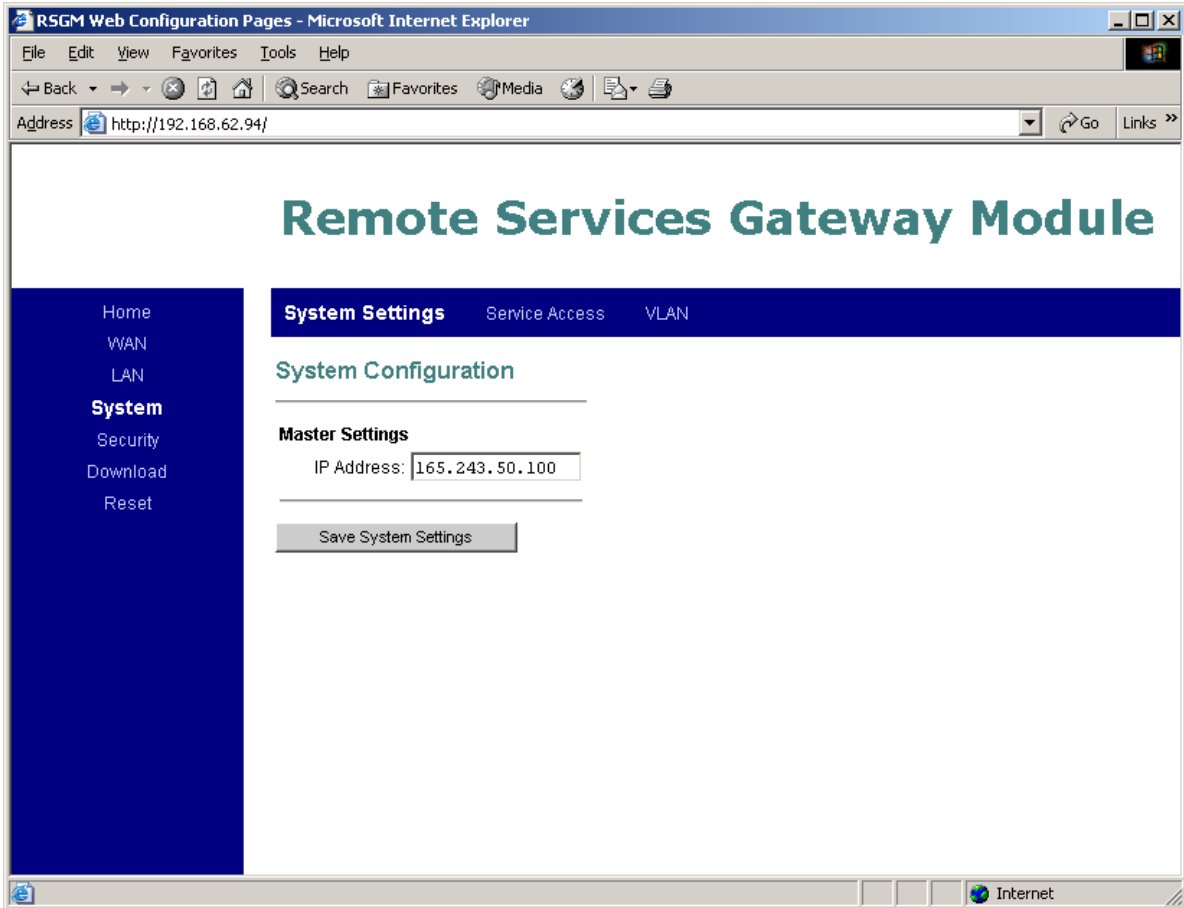 RSGM Web Configuration Pages - Microsoft Internet Explorer
File Edit View Favorites Tools Help
Back Search Favorites Media
Address http://192.168.62.94/ Go Links »
Remote Services Gateway Module
Home
WAN
LAN
System
Security
Download
Reset
System Settings Service Access VLAN
System Configuration
Master Settings
IP Address: 165.243.50.100
Save System Settings
Internet